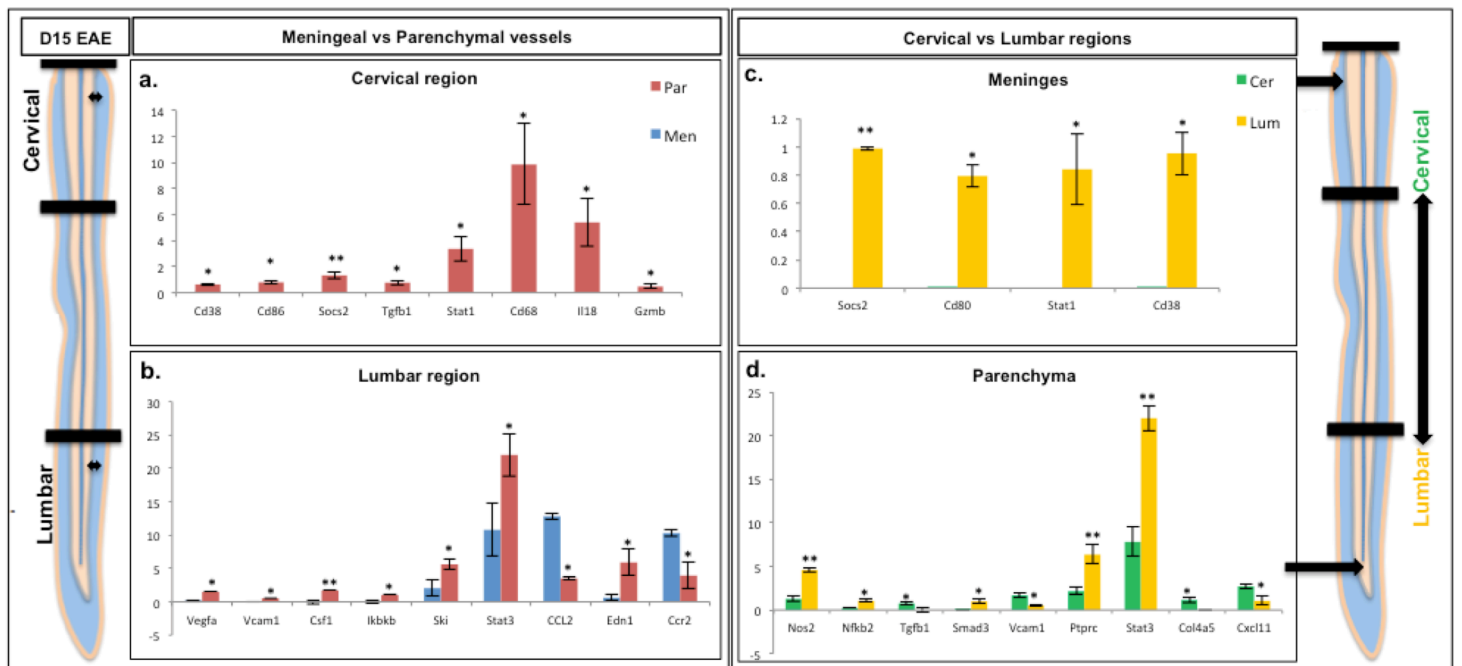 D15 EAE
Meningeal vs Parenchymal vessels
Cervical
Lumbar
a.
Cervical region
Par
Men
14
12
10
8
6
4
2
0
* * ** * * * * *
Cd38 Cd86 Socs2 Tgfb1 Stat1 Cd68 Il18 Gzmb
b.
Lumbar region
30
25
20
15
10
5
0
-5
* * ** * * * * * *
Vegfa Vcam1 Csf1 Ikbkb Ski Stat3 CCL2 Edn1 Ccr2
Cervical vs Lumbar regions
c.
Meninges
Cer
Lum
1.2
1
0.8
0.6
0.4
0.2
0
** * * *
Socs2 Cd80 Stat1 Cd38
d.
Parenchyma
25
20
15
10
5
0
-5
** * * * * ** ** * *
Nos2 Nfkb2 Tgfb1 Smad3 Vcam1 Ptprc Stat3 Col4a5 Cxcl11
Cervical
Lumbar